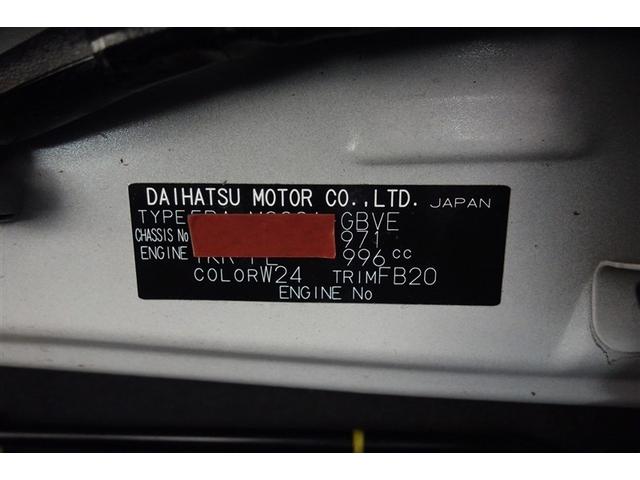 DAIHATSU MOTOR CO.,LTD. JAPAN
TYPE GBVE
CHASSIS No 971
ENGINE 996 cc
COLOR W24 TRIM FB20
ENGINE No